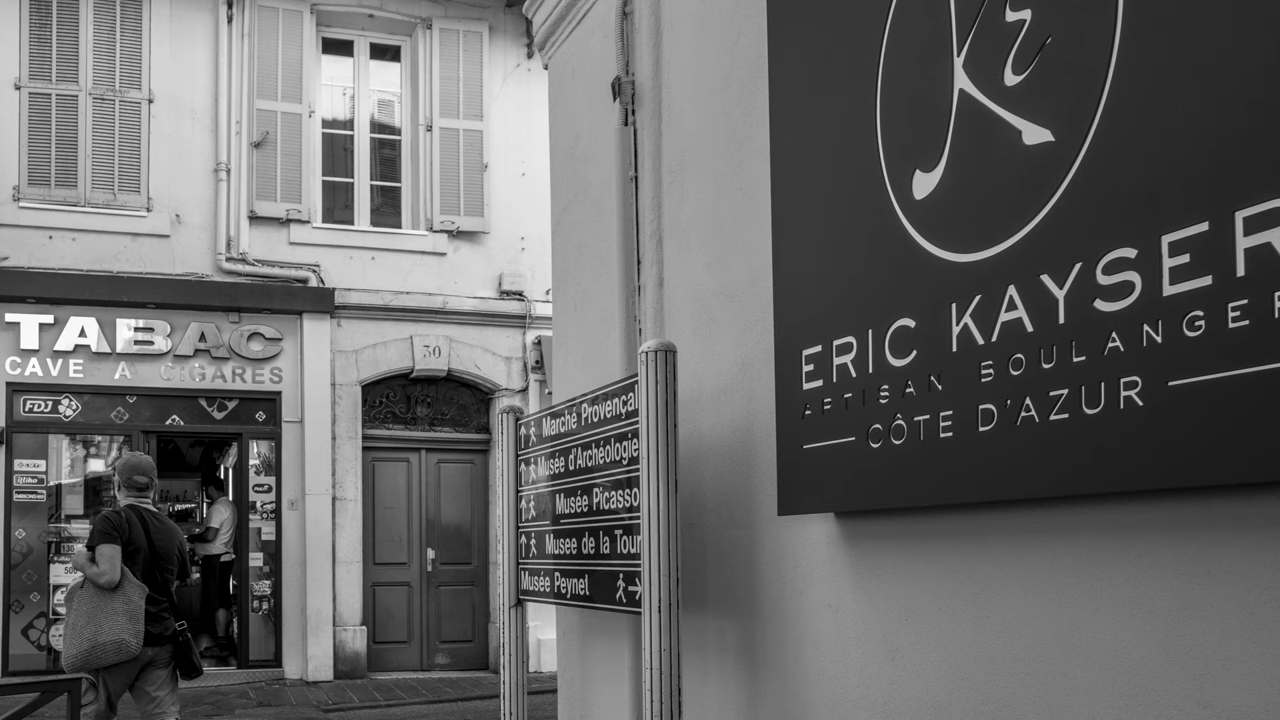 TABAC
CAVE A CIGARES
FDJ
30
Marché Provençal
Musée d'Archéologie
Musée Picasso
Musee de la Tour
Musée Peynet
ERIC KAYSER
ARTISAN BOULANGER
CÔTE D'AZUR